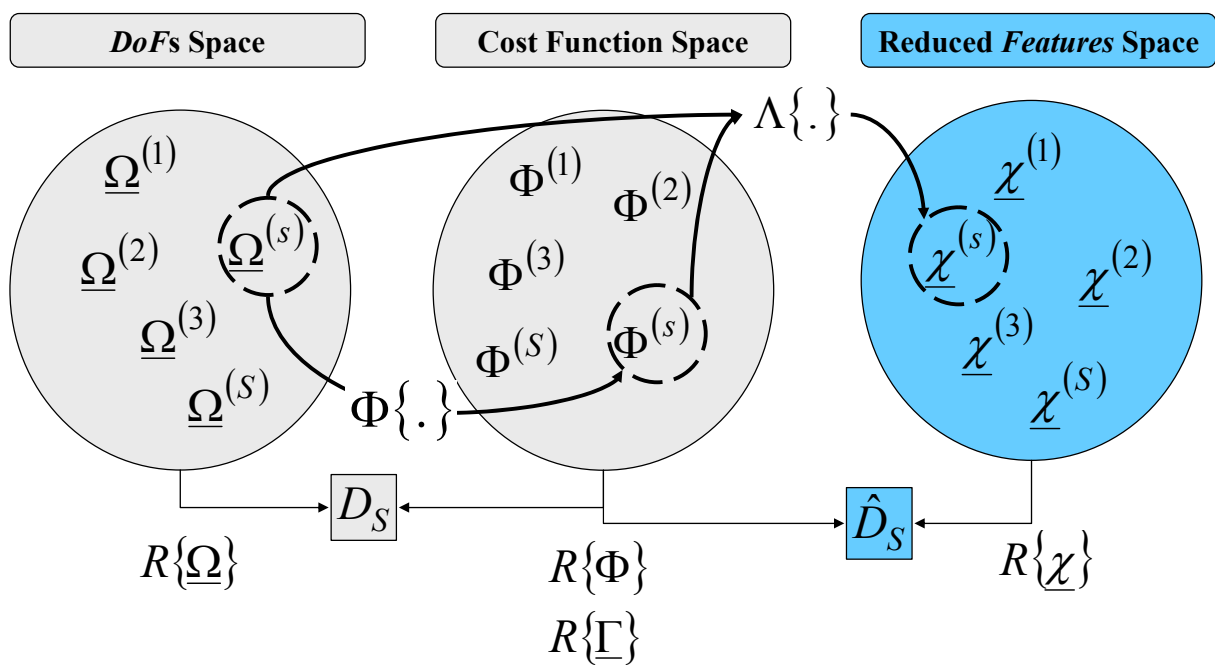 DoFs Space
Cost Function Space
Reduced Features Space
Λ{.}
Ω^(1)
Ω^(2)
Ω^(s)
Ω^(3)
Ω^(S)
Φ{.}
Φ^(1)
Φ^(2)
Φ^(3)
Φ^(s)
Φ^(S)
χ^(1)
χ^(s)
χ^(2)
χ^(3)
χ^(S)
D_S
D̂_S
R{Ω}
R{Φ}
R{χ}
R{Γ}